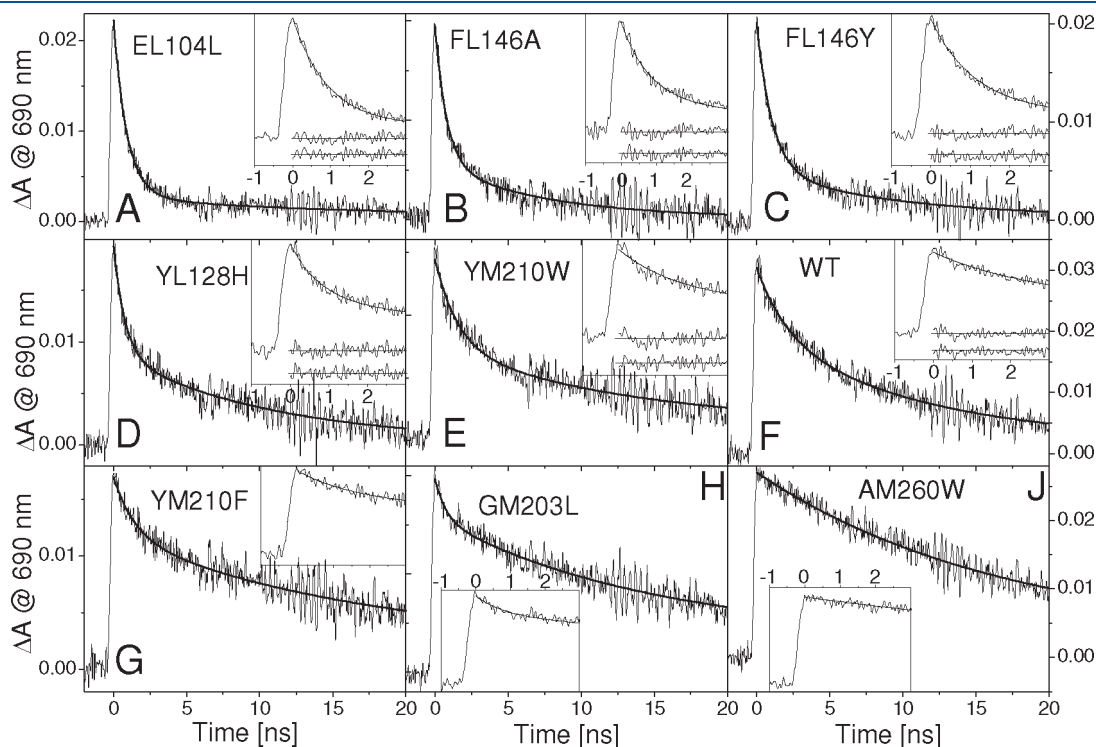 EL104L
FL146A
FL146Y
0.02
0.01
0.00
ΔA @ 690 nm
A
-1 0 1 2
B
-1 0 1 2
C
-1 0 1 2
0.02
0.01
0.00
YL128H
YM210W
WT
0.01
0.00
ΔA @ 690 nm
D
-1 0 1 2
E
F
-1 0 1 2
0.03
0.02
0.01
0.00
YM210F
GM203L
H
AM260W
J
0.01
0.00
ΔA @ 690 nm
G
-1 0 1 2
-1 0 1 2
0.02
0.01
0.00
0 5 10 15 20
0 5 10 15 20
0 5 10 15 20
Time [ns]
Time [ns]
Time [ns]